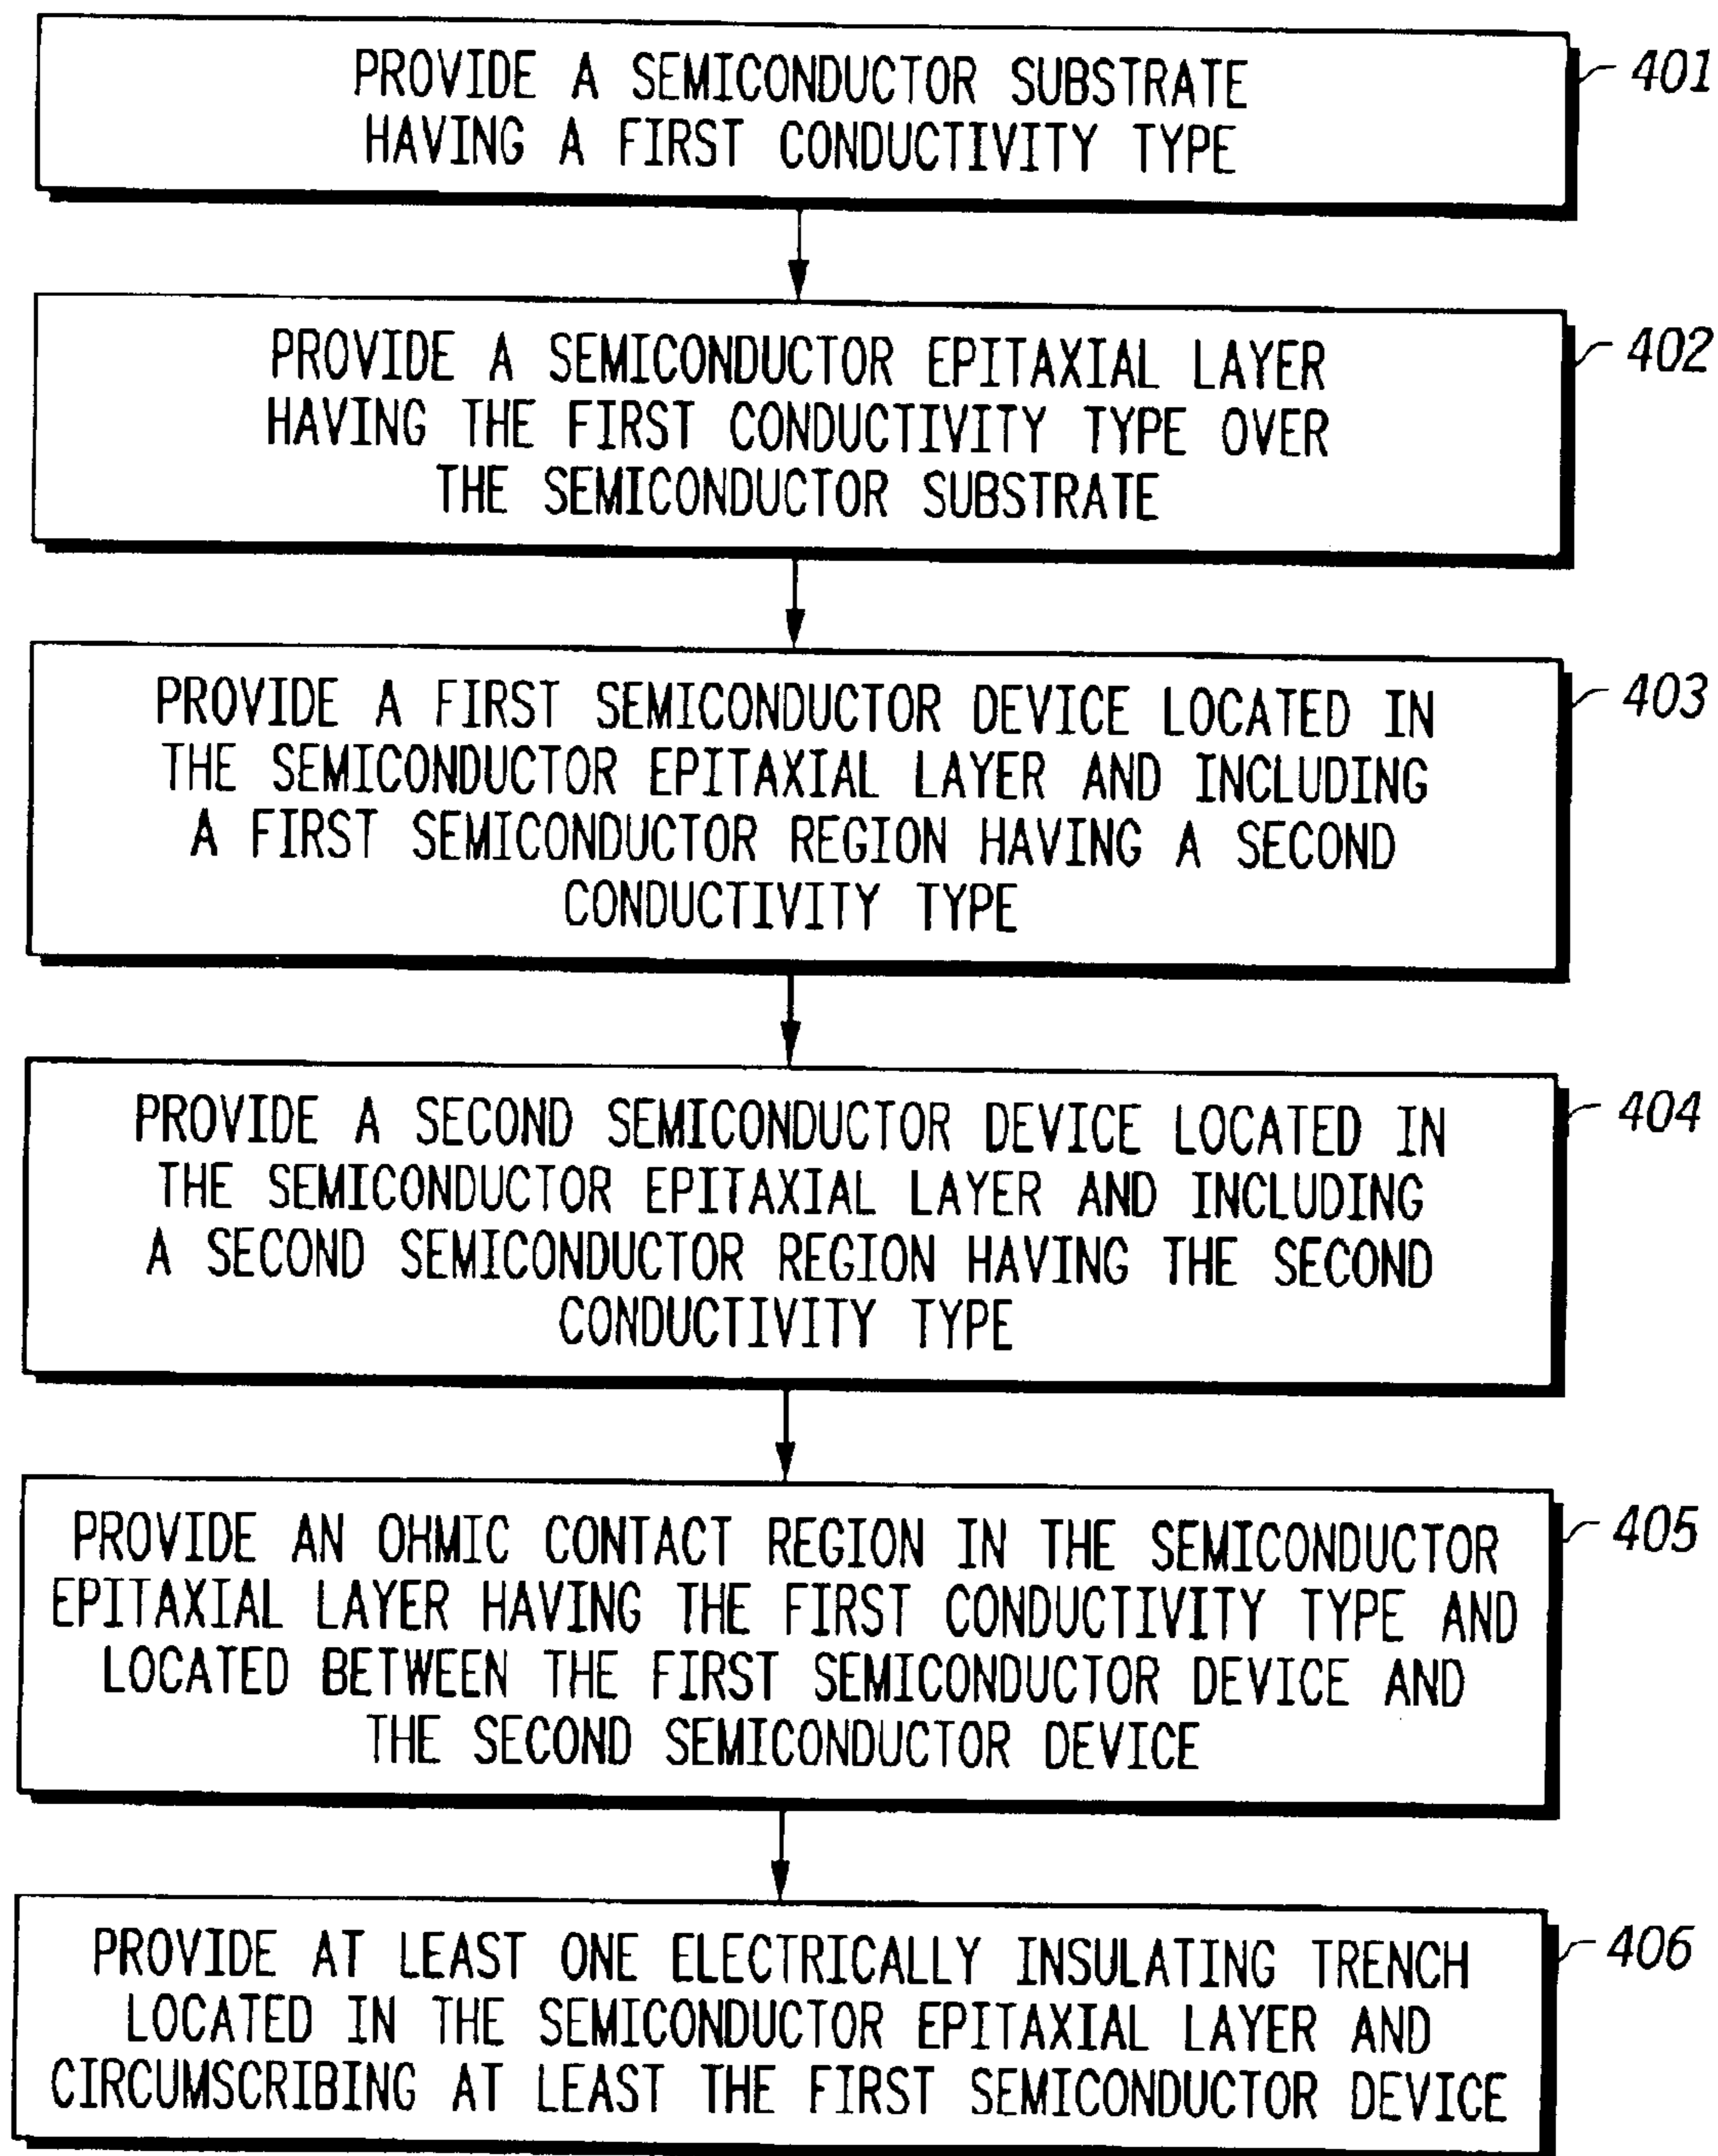 PROVIDE A SEMICONDUCTOR SUBSTRATE
HAVING A FIRST CONDUCTIVITY TYPE
401
PROVIDE A SEMICONDUCTOR EPITAXIAL LAYER
HAVING THE FIRST CONDUCTIVITY TYPE OVER
THE SEMICONDUCTOR SUBSTRATE
402
PROVIDE A FIRST SEMICONDUCTOR DEVICE LOCATED IN
THE SEMICONDUCTOR EPITAXIAL LAYER AND INCLUDING
A FIRST SEMICONDUCTOR REGION HAVING A SECOND
CONDUCTIVITY TYPE
403
PROVIDE A SECOND SEMICONDUCTOR DEVICE LOCATED IN
THE SEMICONDUCTOR EPITAXIAL LAYER AND INCLUDING
A SECOND SEMICONDUCTOR REGION HAVING THE SECOND
CONDUCTIVITY TYPE
404
PROVIDE AN OHMIC CONTACT REGION IN THE SEMICONDUCTOR
EPITAXIAL LAYER HAVING THE FIRST CONDUCTIVITY TYPE AND
LOCATED BETWEEN THE FIRST SEMICONDUCTOR DEVICE AND
THE SECOND SEMICONDUCTOR DEVICE
405
PROVIDE AT LEAST ONE ELECTRICALLY INSULATING TRENCH
LOCATED IN THE SEMICONDUCTOR EPITAXIAL LAYER AND
CIRCUMSCRIBING AT LEAST THE FIRST SEMICONDUCTOR DEVICE
406